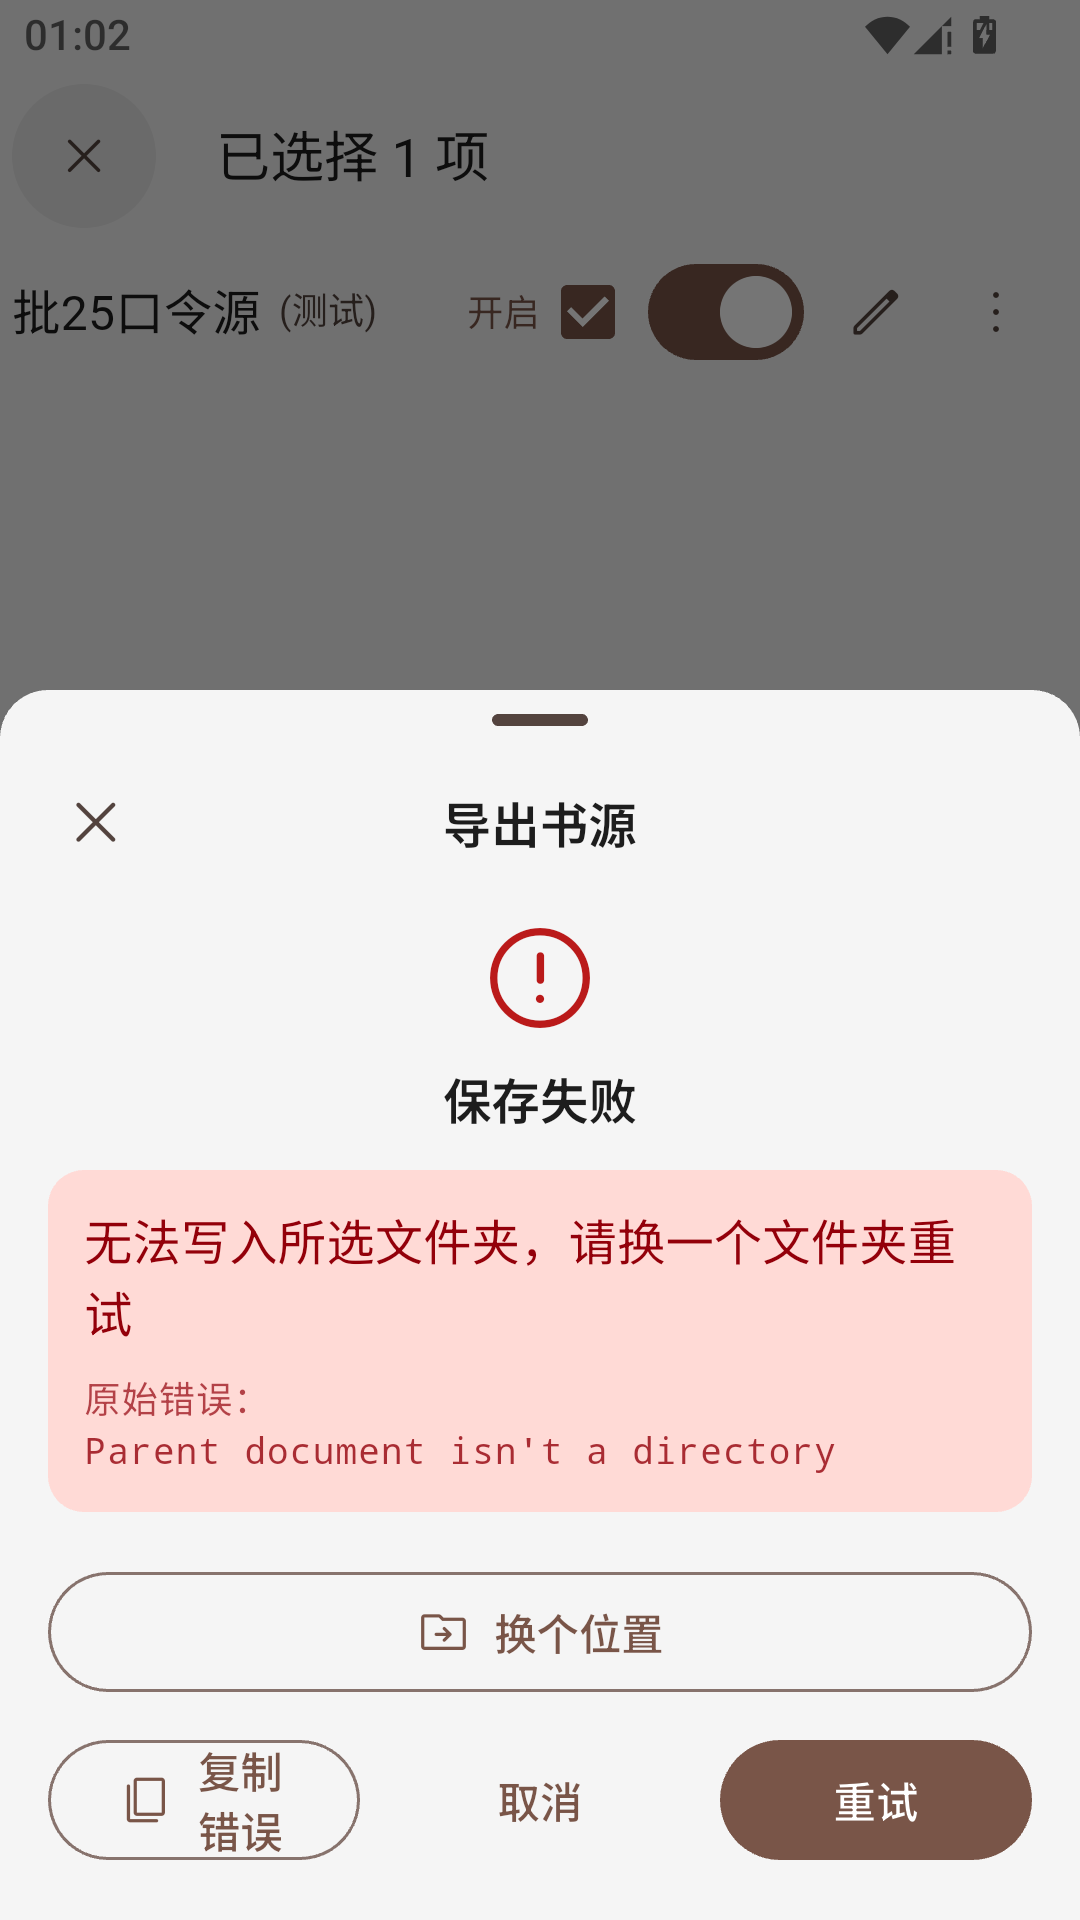 01:02
已选择 1 项
批25口令源 (测试) 开启
导出书源
保存失败
无法写入所选文件夹，请换一个文件夹重
试
原始错误：
Parent document isn't a directory
换个位置
复制
错误
取消
重试